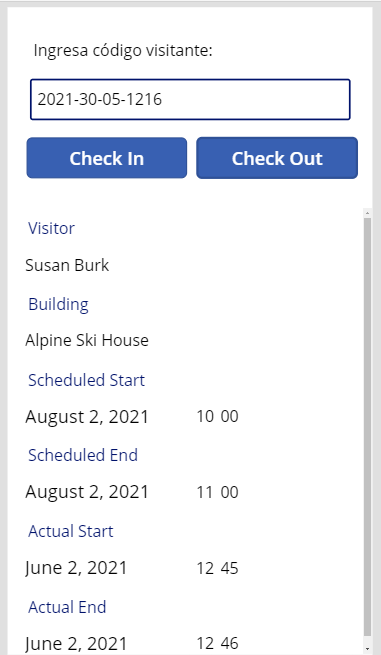 Ingresa código visitante:
2021-30-05-1216
Check In Check Out
Visitor
Susan Burk
Building
Alpine Ski House
Scheduled Start
August 2, 2021 10 00
Scheduled End
August 2, 2021 11 00
Actual Start
June 2, 2021 12 45
Actual End
June 2, 2021 12 46